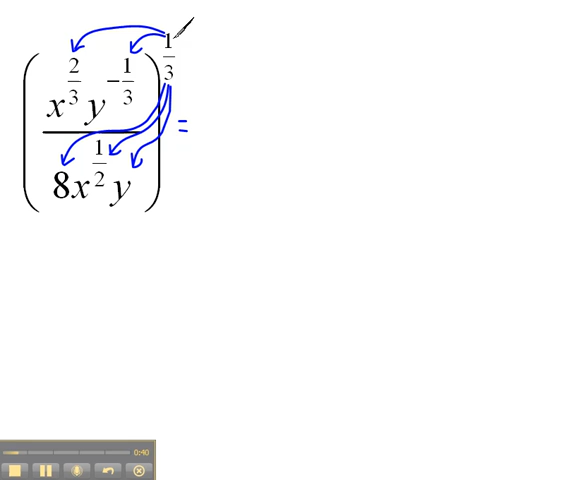 (x^{2/3} y^{-1/3} / 8x^{1/2} y)^{1/3} =
0:40